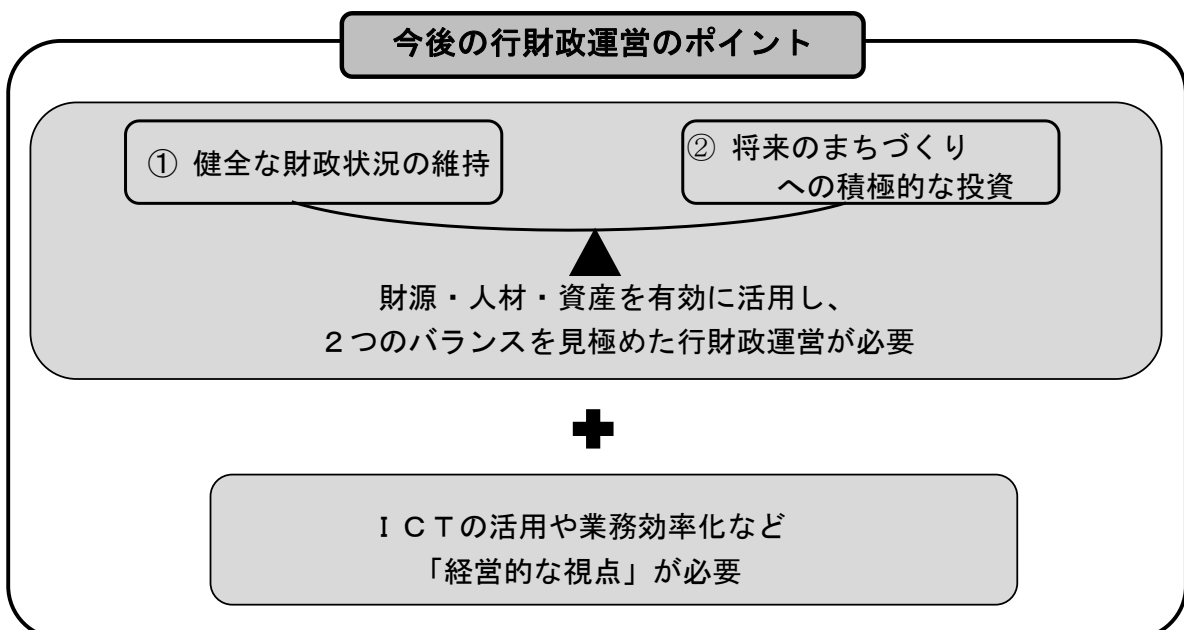 今後の行財政運営のポイント
① 健全な財政状況の維持
② 将来のまちづくり
への積極的な投資
財源・人材・資産を有効に活用し、
２つのバランスを見極めた行財政運営が必要
ＩＣＴの活用や業務効率化など
「経営的な視点」が必要